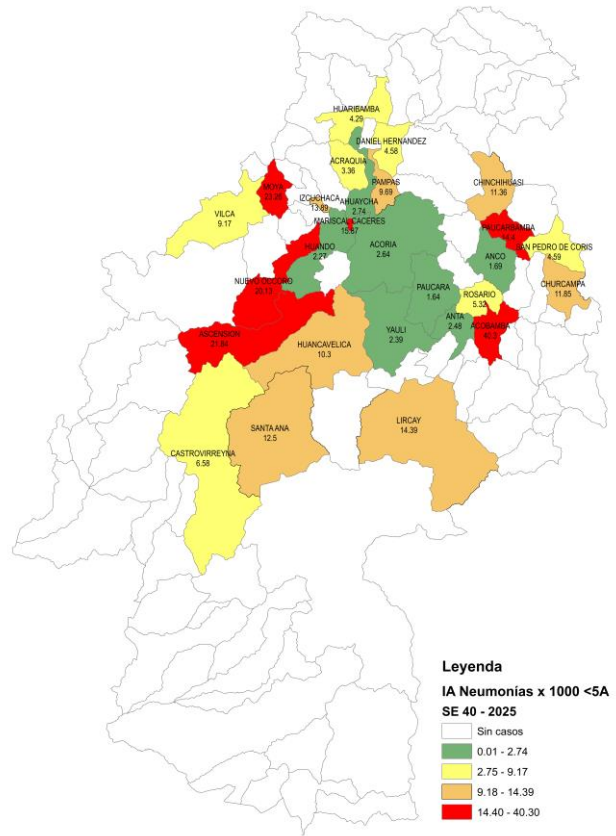 HUARIBAMBA
4.29
DANIEL HERNANDEZ
4.58
ACRAQUIA
3.36
PAMPAS
9.69
CHINCHIHUASI
11.36
MOYA
IZCUCHACA
13.89
AHUAYCHA
2.74
VILCA
9.17
MARISCAL CACERES
15.87
PAUCARBAMBA
HUANDO
2.27
ACORIA
2.64
SAN PEDRO DE CORIS
4.59
ANCO
1.69
NUEVO OCCORO
20.13
PAUCARA
1.64
ROSARIO
5.32
CHURCAMPA
11.85
ANTA
2.48
ACOBAMBA
ASCENSION
21.84
YAULI
2.39
HUANCAVELICA
10.3
LIRCAY
14.39
SANTA ANA
12.5
CASTROVIRREYNA
6.58
Leyenda
IA Neumonías x 1000 <5A
SE 40 - 2025
Sin casos
0.01 - 2.74
2.75 - 9.17
9.18 - 14.39
14.40 - 40.30